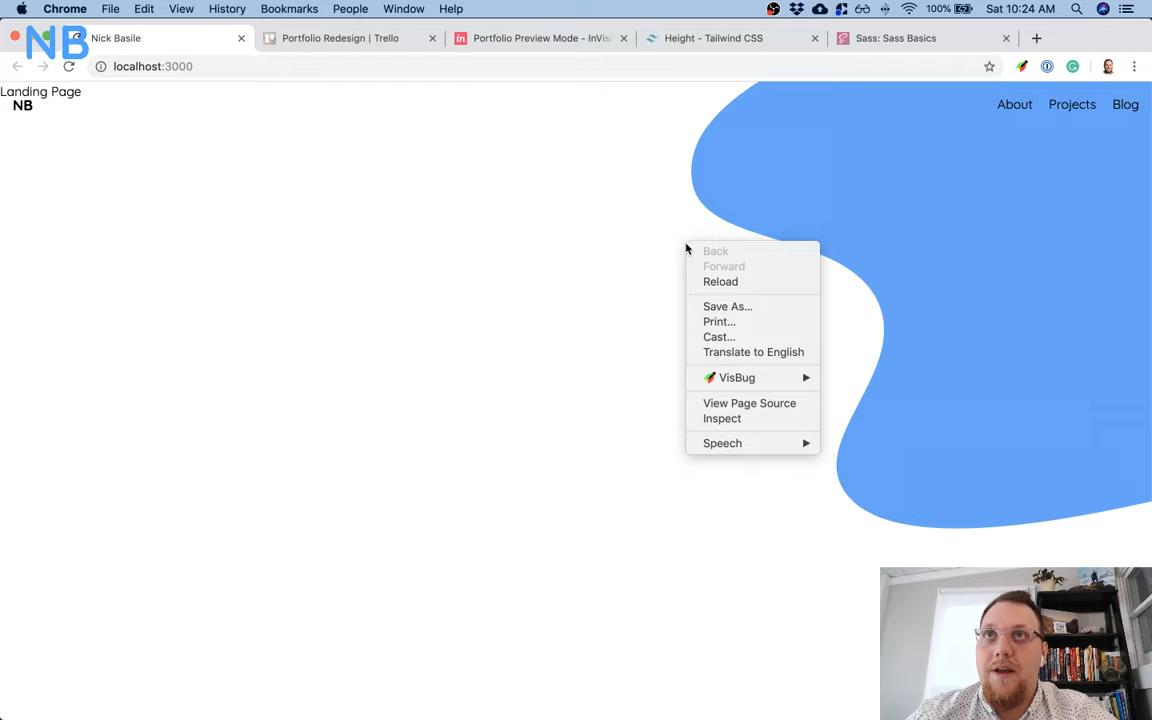 Chrome File Edit View History Bookmarks People Window Help 100% Sat 10:24 AM
NB
Nick Basile
Portfolio Redesign | Trello
Portfolio Preview Mode - InVis
Height - Tailwind CSS
Sass: Sass Basics
localhost:3000
Landing Page
NB
About Projects Blog
Back
Forward
Reload
Save As...
Print...
Cast...
Translate to English
VisBug
View Page Source
Inspect
Speech